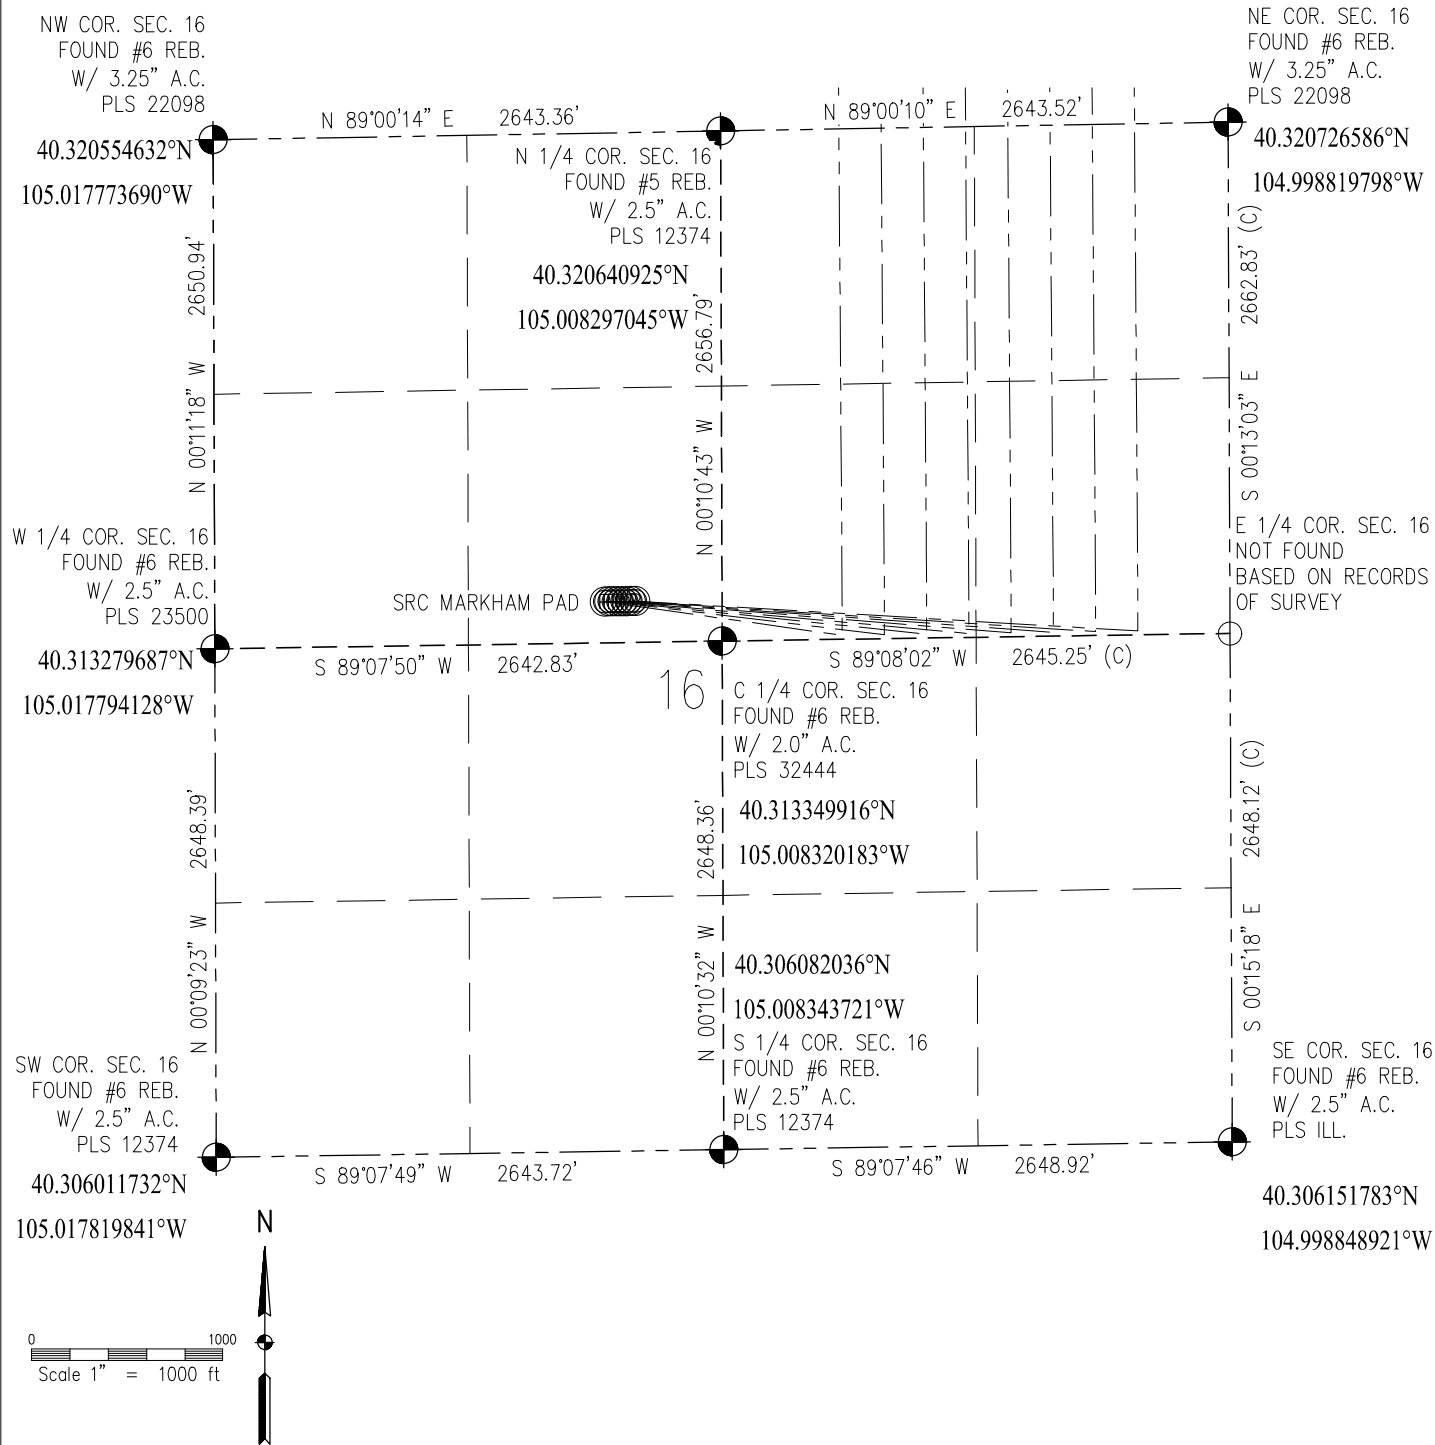 NW COR. SEC. 16
FOUND #6 REB.
W/ 3.25" A.C.
PLS 22098
40.320554632°N
105.017773690°W
N 89°00'14" E 2643.36'
N 1/4 COR. SEC. 16
FOUND #5 REB.
W/ 2.5" A.C.
PLS 12374
40.320640925°N
105.008297045°W
N 89°00'10" E 2643.52'
NE COR. SEC. 16
FOUND #6 REB.
W/ 3.25" A.C.
PLS 22098
40.320726586°N
104.998819798°W
N 00°11'18" W 2650.94'
N 00°10'43" W 2656.79'
S 00°13'03" E 2662.83' (C)
W 1/4 COR. SEC. 16
FOUND #6 REB.
W/ 2.5" A.C.
PLS 23500
40.313279687°N
105.017794128°W
SRC MARKHAM PAD
E 1/4 COR. SEC. 16
NOT FOUND
BASED ON RECORDS
OF SURVEY
S 89°07'50" W 2642.83'
S 89°08'02" W 2645.25' (C)
16
C 1/4 COR. SEC. 16
FOUND #6 REB.
W/ 2.0" A.C.
PLS 32444
40.313349916°N
105.008320183°W
N 00°09'23" W 2648.39'
N 00°10'32" W 2648.36'
S 00°15'18" E 2648.12' (C)
40.306082036°N
105.008343721°W
S 1/4 COR. SEC. 16
FOUND #6 REB.
W/ 2.5" A.C.
PLS 12374
SW COR. SEC. 16
FOUND #6 REB.
W/ 2.5" A.C.
PLS 12374
40.306011732°N
105.017819841°W
S 89°07'49" W 2643.72'
S 89°07'46" W 2648.92'
SE COR. SEC. 16
FOUND #6 REB.
W/ 2.5" A.C.
PLS ILL.
40.306151783°N
104.998848921°W
N
0 1000
Scale 1" = 1000 ft